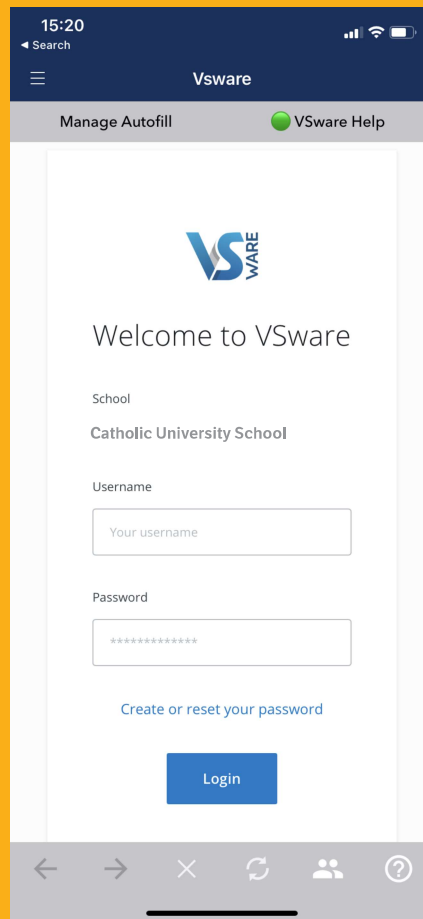 15:20
◄ Search
Vsware
Manage Autofill
VSware Help
VS WARE
Welcome to VSware
School
Catholic University School
Username
Your username
Password
*************
Create or reset your password
Login